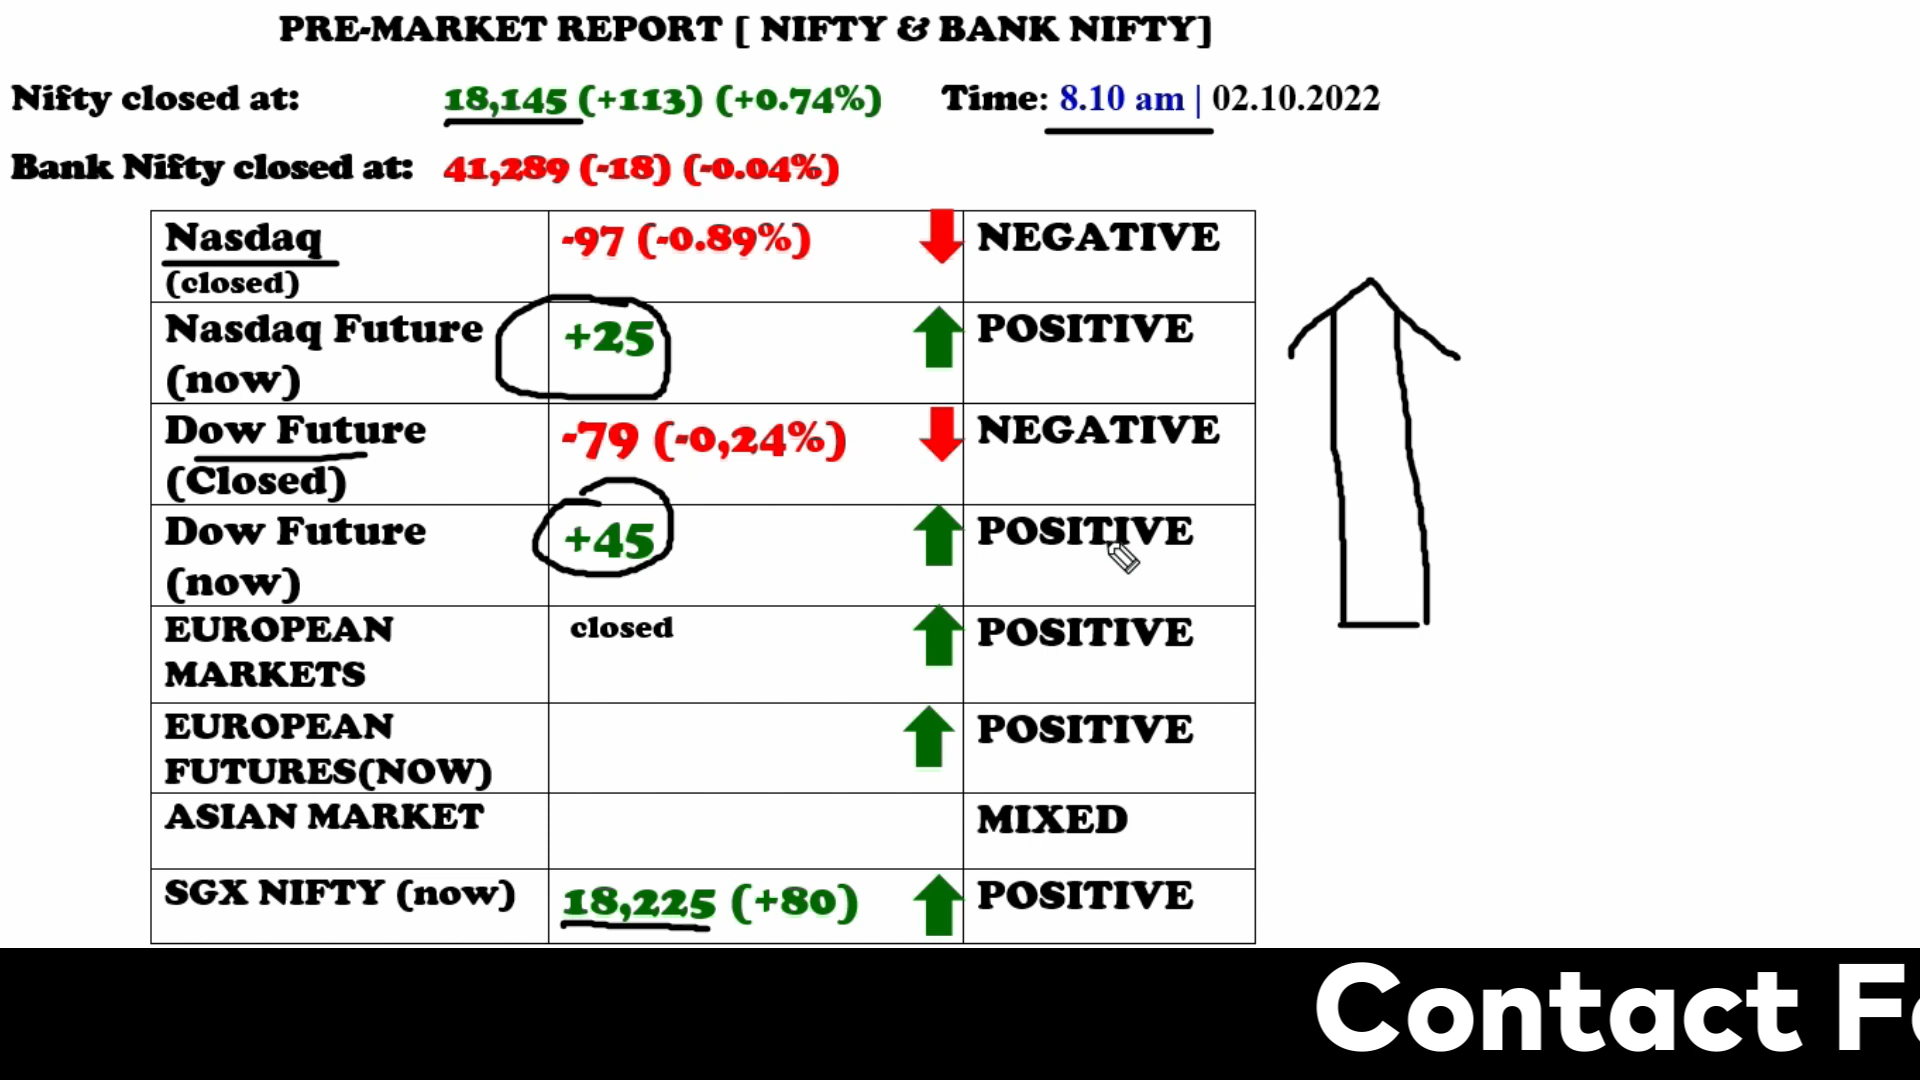 PRE-MARKET REPORT [ NIFTY & BANK NIFTY]
Nifty closed at: 18,145 (+113) (+0.74%) Time: 8.10 am | 02.10.2022
Bank Nifty closed at: 41,289 (-18) (-0.04%)
Nasdaq -97 (-0.89%) NEGATIVE
(closed)
Nasdaq Future +25 POSITIVE
(now)
Dow Future -79 (-0,24%) NEGATIVE
(Closed)
Dow Future +45 POSITIVE
(now)
EUROPEAN closed POSITIVE
MARKETS
EUROPEAN POSITIVE
FUTURES(NOW)
ASIAN MARKET MIXED
SGX NIFTY (now) 18,225 (+80) POSITIVE
Contact